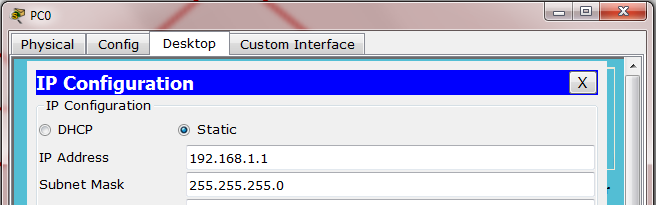 PC0
Physical Config Desktop Custom Interface
IP Configuration X
IP Configuration
DHCP Static
IP Address 192.168.1.1
Subnet Mask 255.255.255.0